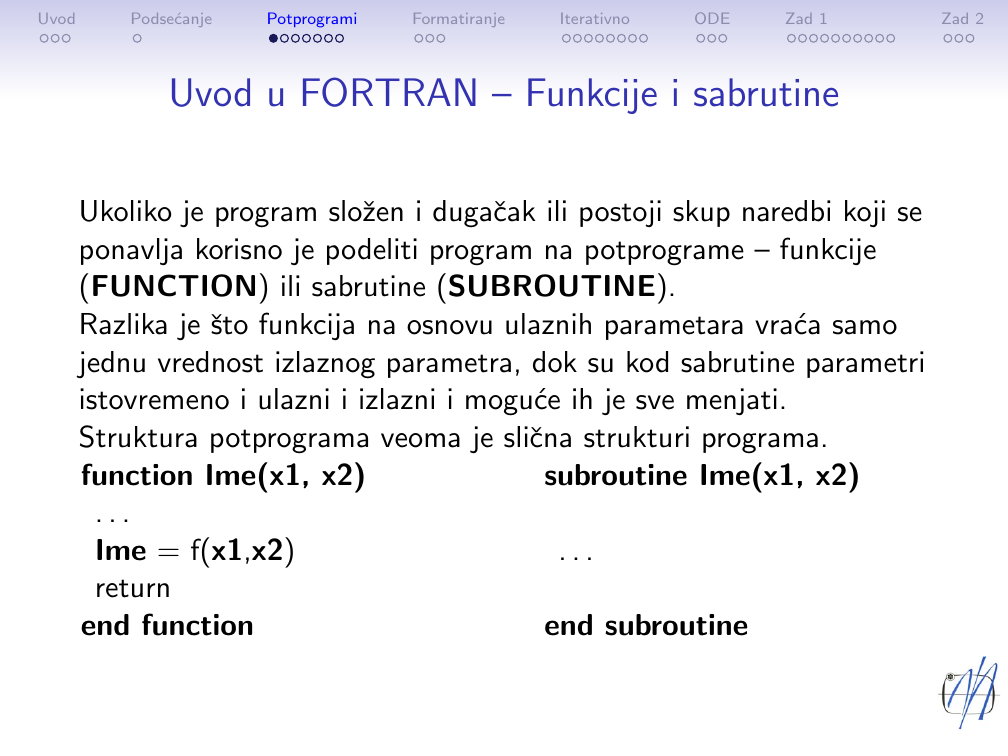 Uvod Podsećanje Potprogrami Formatiranje Iterativno ODE Zad 1 Zad 2
Uvod u FORTRAN – Funkcije i sabrutine
Ukoliko je program složen i dugačak ili postoji skup naredbi koji se
ponavlja korisno je podeliti program na potprograme – funkcije
(FUNCTION) ili sabrutine (SUBROUTINE).
Razlika je što funkcija na osnovu ulaznih parametara vraća samo
jednu vrednost izlaznog parametra, dok su kod sabrutine parametri
istovremeno i ulazni i izlazni i moguće ih je sve menjati.
Struktura potprograma veoma je slična strukturi programa.
function Ime(x1, x2)
. . .
Ime = f(x1,x2)
return
end function
subroutine Ime(x1, x2)
. . .
end subroutine